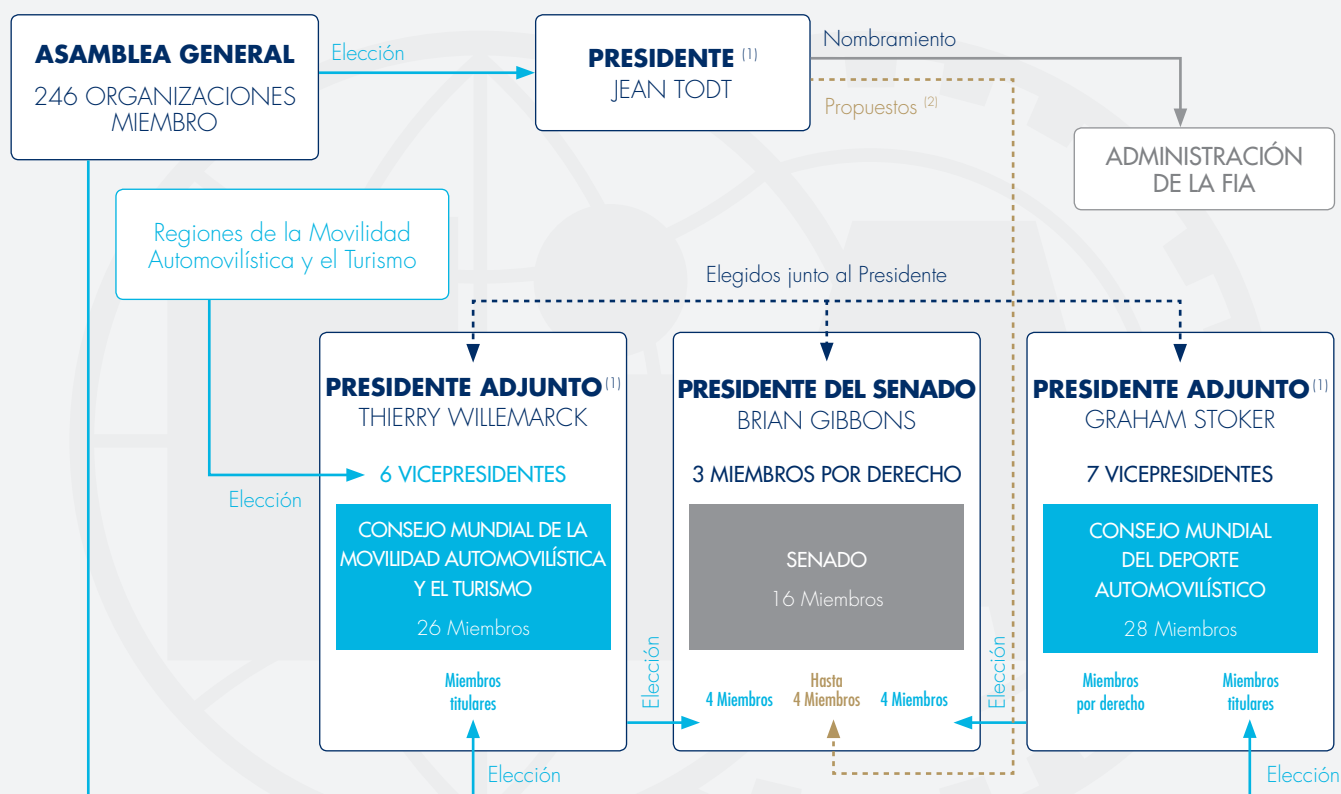 ASAMBLEA GENERAL
246 ORGANIZACIONES
MIEMBRO
Elección
PRESIDENTE (1)
JEAN TODT
Nombramiento
Propuestos (2)
ADMINISTRACIÓN
DE LA FIA
Regiones de la Movilidad
Automovilística y el Turismo
Elegidos junto al Presidente
PRESIDENTE ADJUNTO (1)
THIERRY WILLEMARCK
6 VICEPRESIDENTES
Elección
CONSEJO MUNDIAL DE LA
MOVILIDAD AUTOMOVILÍSTICA
Y EL TURISMO
26 Miembros
Miembros
titulares
Elección
Elección
PRESIDENTE DEL SENADO
BRIAN GIBBONS
3 MIEMBROS POR DERECHO
SENADO
16 Miembros
4 Miembros
Hasta
4 Miembros
4 Miembros
Elección
PRESIDENTE ADJUNTO (1)
GRAHAM STOKER
7 VICEPRESIDENTES
CONSEJO MUNDIAL
DEL DEPORTE
AUTOMOVILÍSTICO
28 Miembros
Miembros
por derecho
Miembros
titulares
Elección